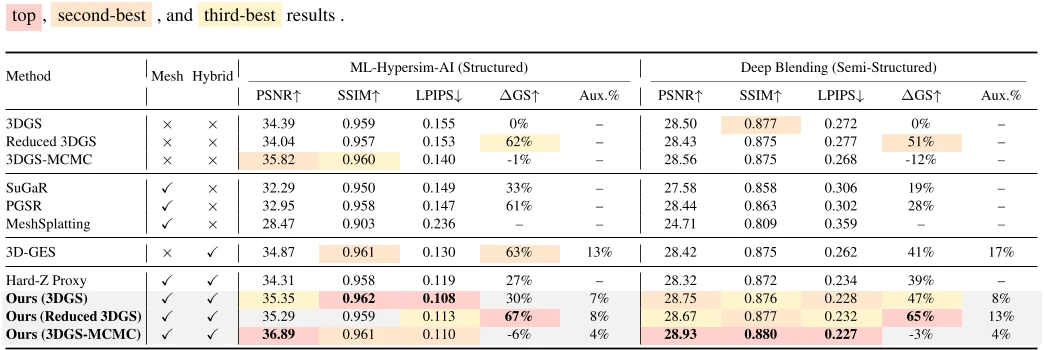 top , second-best , and third-best results .
Method Mesh Hybrid ML-Hypersim-AI (Structured) Deep Blending (Semi-Structured)
PSNR↑ SSIM↑ LPIPS↓ ΔGS↑ Aux.% PSNR↑ SSIM↑ LPIPS↓ ΔGS↑ Aux.%
3DGS × × 34.39 0.959 0.155 0% – 28.50 0.877 0.272 0% –
Reduced 3DGS × × 34.04 0.957 0.153 62% – 28.43 0.875 0.277 51% –
3DGS-MCMC × × 35.82 0.960 0.140 -1% – 28.56 0.875 0.268 -12% –
SuGaR ✓ × 32.29 0.950 0.149 33% – 27.58 0.858 0.306 19% –
PGSR ✓ × 32.95 0.958 0.147 61% – 28.44 0.863 0.302 28% –
MeshSplatting ✓ × 28.47 0.903 0.236 – – 24.71 0.809 0.359 – –
3D-GES × ✓ 34.87 0.961 0.130 63% 13% 28.42 0.875 0.262 41% 17%
Hard-Z Proxy ✓ ✓ 34.31 0.958 0.119 27% – 28.32 0.872 0.234 39% –
Ours (3DGS) ✓ ✓ 35.35 0.962 0.108 30% 7% 28.75 0.876 0.228 47% 8%
Ours (Reduced 3DGS) ✓ ✓ 35.29 0.959 0.113 67% 8% 28.67 0.877 0.232 65% 13%
Ours (3DGS-MCMC) ✓ ✓ 36.89 0.961 0.110 -6% 4% 28.93 0.880 0.227 -3% 4%